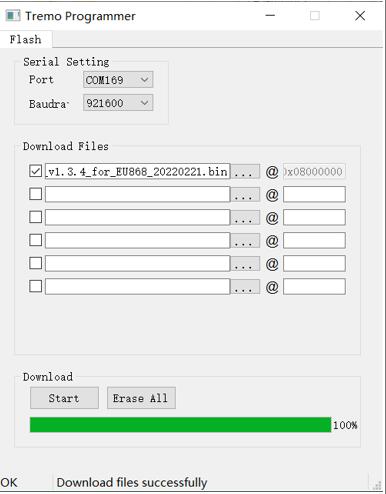 Tremo Programmer
Flash
Serial Setting
Port COM169
Baudra 921600
Download Files
_v1.3.4_for_EU868_20220221.bin ... @ 0x08000000
... @
... @
... @
... @
... @
Download
Start Erase All
100%
OK Download files successfully